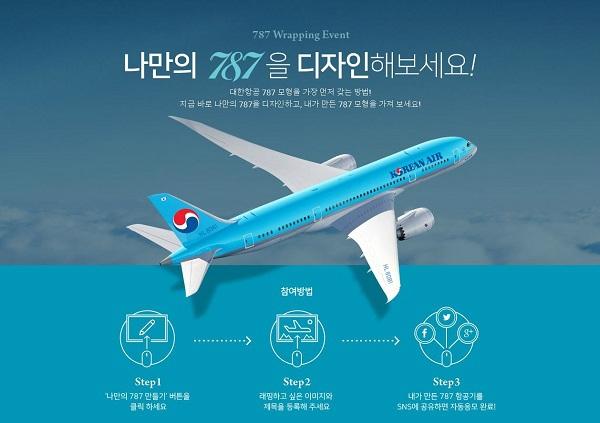 787 Wrapping Event
나만의 787을 디자인해보세요!
대한항공 787 모형을 가장 먼저 갖는 방법!
지금 바로 나만의 787을 디자인하고, 내가 만든 787 모형을 가져 보세요!
KOREAN AIR
HL8081
HL8081
참여방법
f
g+
Step1
'나만의 787 만들기' 버튼을
클릭 하세요
Step2
래핑하고 싶은 이미지와
제목을 등록해 주세요
Step3
내가 만든 787 항공기를
SNS에 공유하면 자동응모 완료!